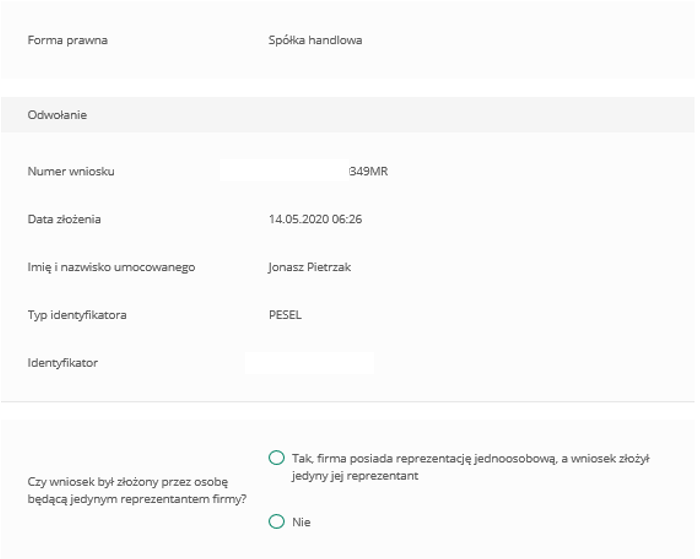 Forma prawna Spółka handlowa
Odwołanie
Numer wniosku 349MR
Data złożenia 14.05.2020 06:26
Imię i nazwisko umocowanego Jonasz Pietrzak
Typ identyfikatora PESEL
Identyfikator
Tak, firma posiada reprezentację jednoosobową, a wniosek złożył
jedyny jej reprezentant
Czy wniosek był złożony przez osobę
będącą jedynym reprezentantem firmy?
Nie